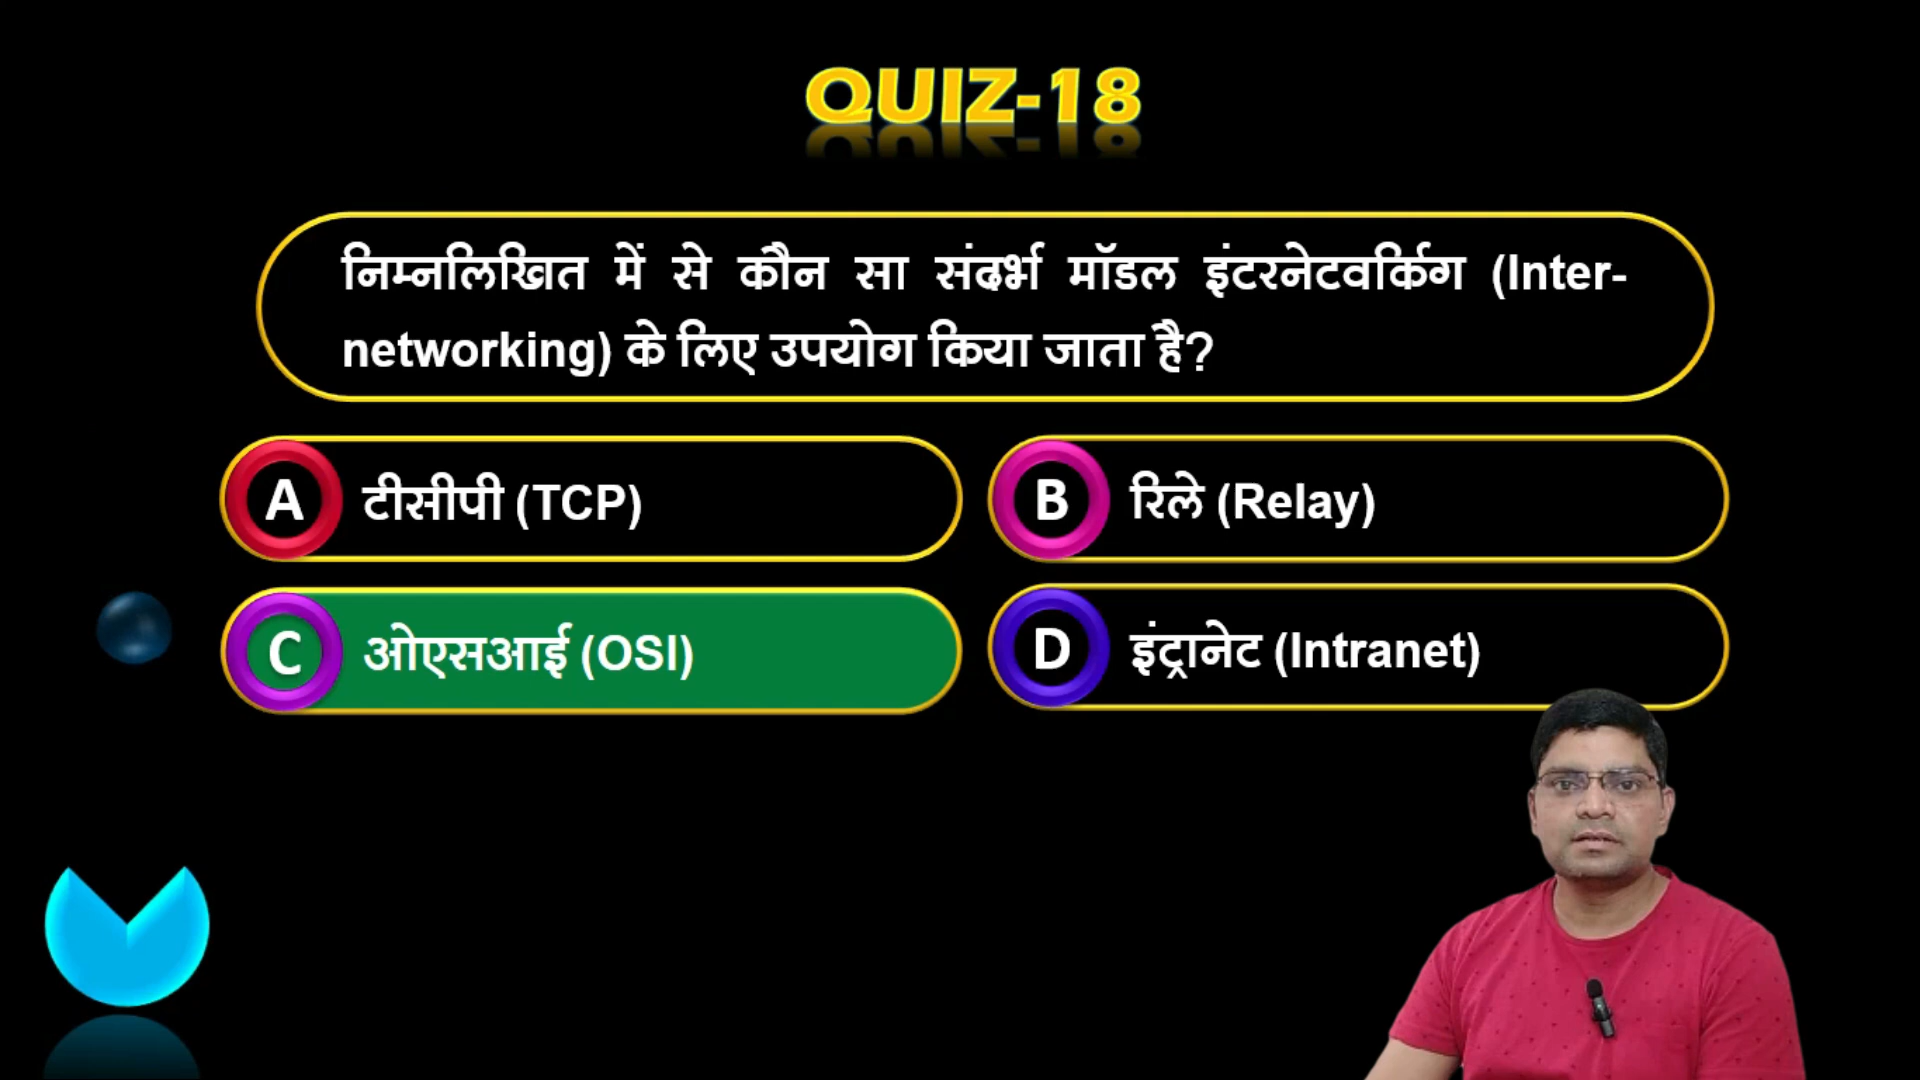 QUIZ-18
निम्नलिखित में से कौन सा संदर्भ मॉडल इंटरनेटवर्किंग (Inter-
networking) के लिए उपयोग किया जाता है?
A टीसीपी (TCP)
B रिले (Relay)
C ओएसआई (OSI)
D इंट्रानेट (Intranet)